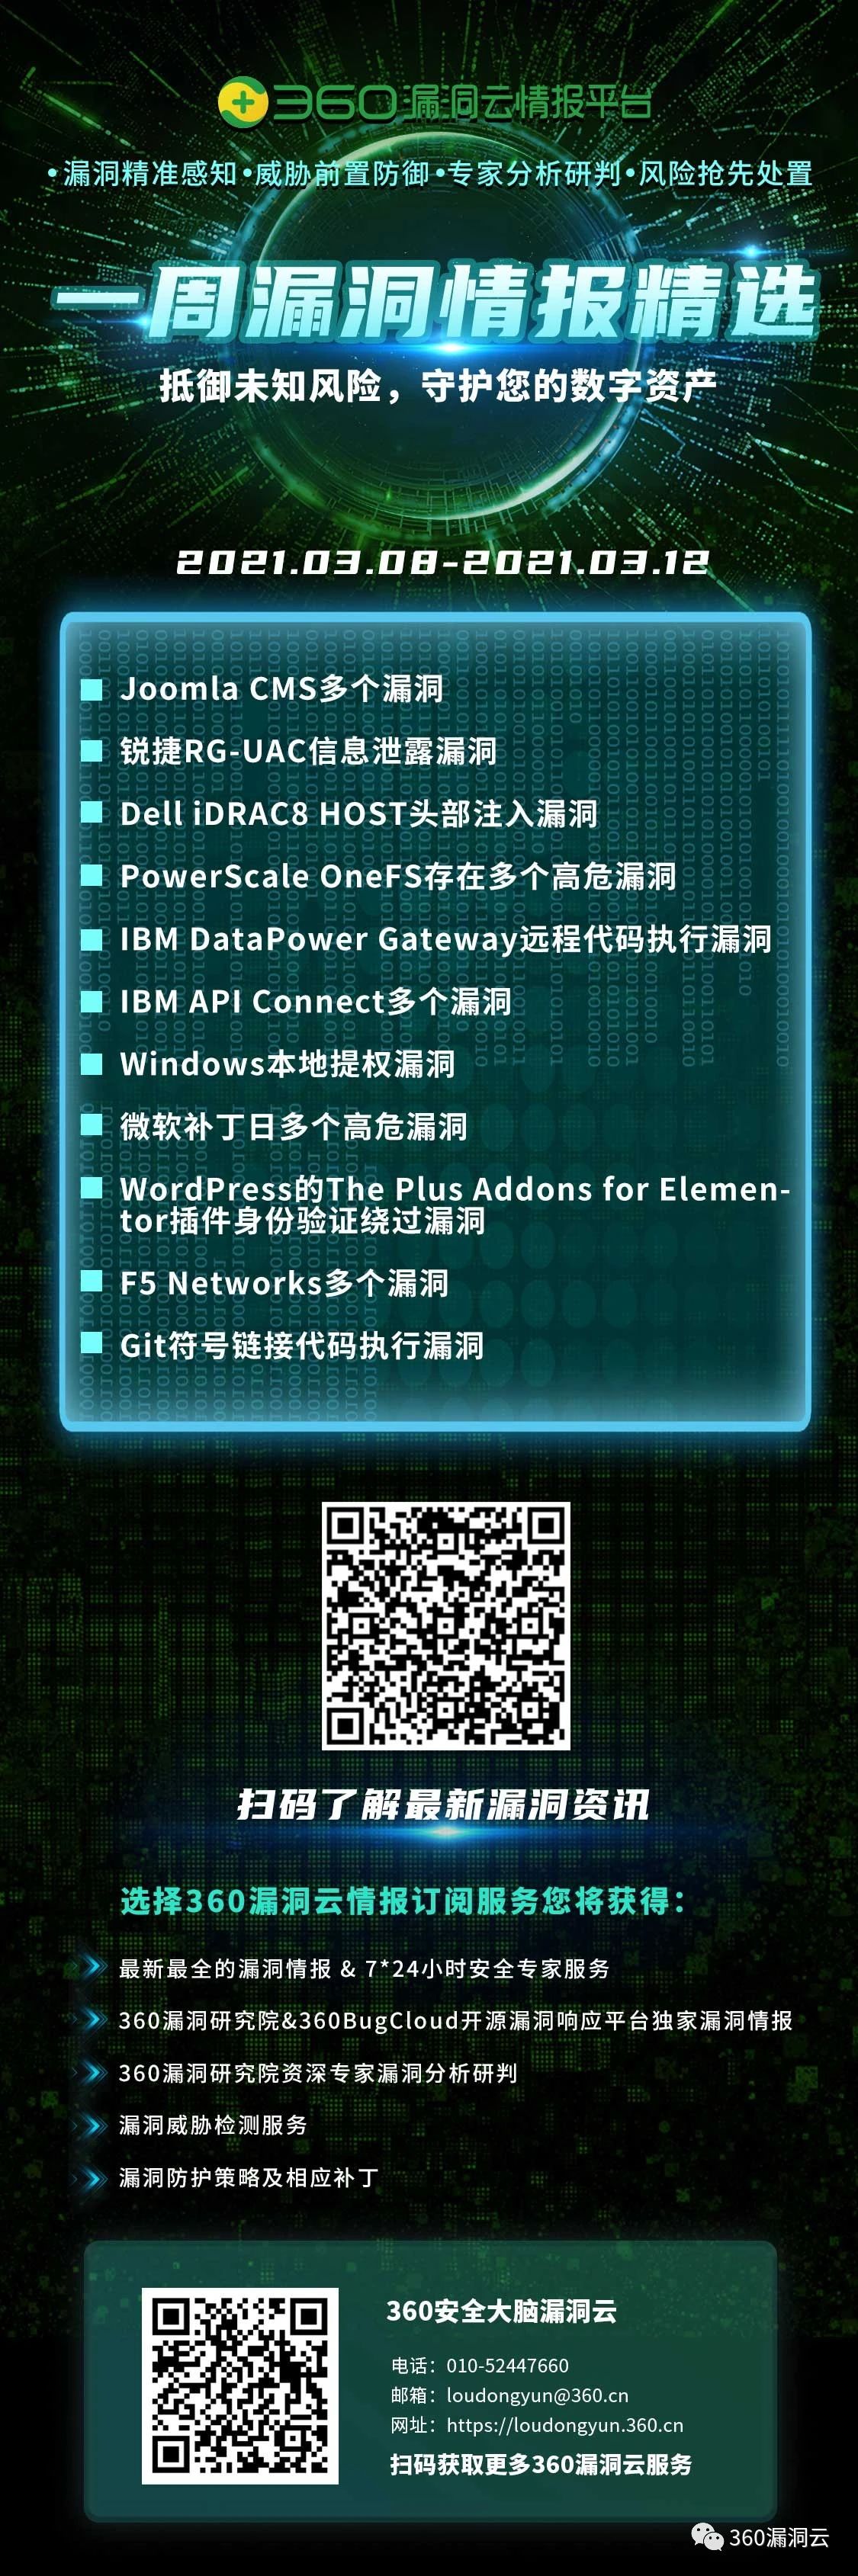 360漏洞云情报平台
•漏洞精准感知•威胁前置防御•专家分析研判•风险抢先处置
一周漏洞情报精选
抵御未知风险，守护您的数字资产
2021.03.08-2021.03.12
Joomla CMS多个漏洞
锐捷RG-UAC信息泄露漏洞
Dell iDRAC8 HOST头部注入漏洞
PowerScale OneFS存在多个高危漏洞
IBM DataPower Gateway远程代码执行漏洞
IBM API Connect多个漏洞
Windows本地提权漏洞
微软补丁日多个高危漏洞
WordPress的The Plus Addons for Elemen-
tor插件身份验证绕过漏洞
F5 Networks多个漏洞
Git符号链接代码执行漏洞
扫码了解最新漏洞资讯
选择360漏洞云情报订阅服务您将获得：
最新最全的漏洞情报 & 7*24小时安全专家服务
360漏洞研究院&360BugCloud开源漏洞响应平台独家漏洞情报
360漏洞研究院资深专家漏洞分析研判
漏洞威胁检测服务
漏洞防护策略及相应补丁
360安全大脑漏洞云
电话：010-52447660
邮箱：loudongyun@360.cn
网址：https://loudongyun.360.cn
扫码获取更多360漏洞云服务
360漏洞云